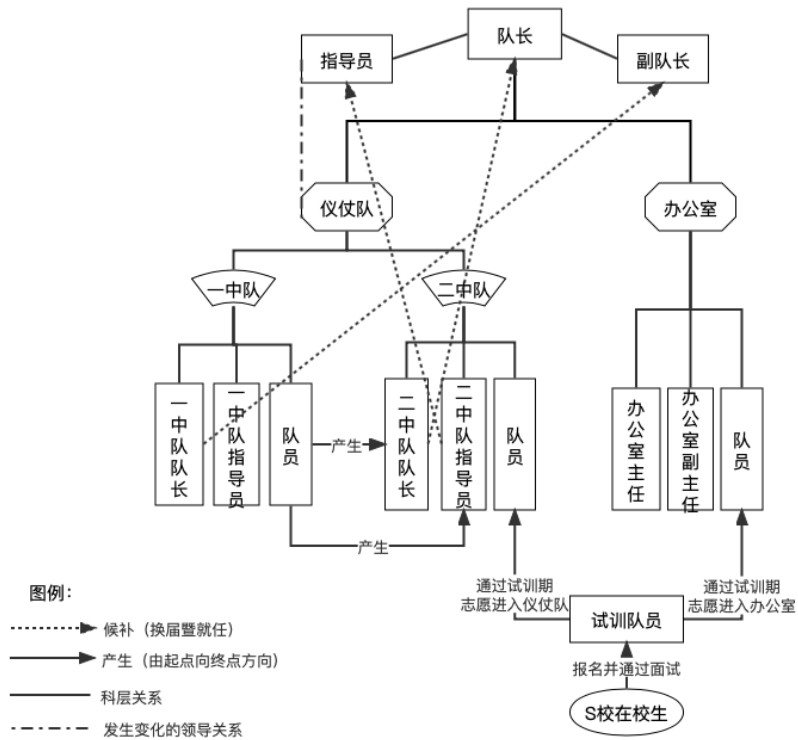 队长
指导员
副队长
仪仗队
办公室
一中队
二中队
一中队队长
一中队指导员
队员
二中队队长
二中队指导员
队员
办公室主任
办公室副主任
队员
产生
产生
通过试训期
志愿进入仪仗队
通过试训期
志愿进入办公室
试训队员
报名并通过面试
S校在校生
图例：
候补（换届暨就任）
产生（由起点向终点方向）
科层关系
发生变化的领导关系